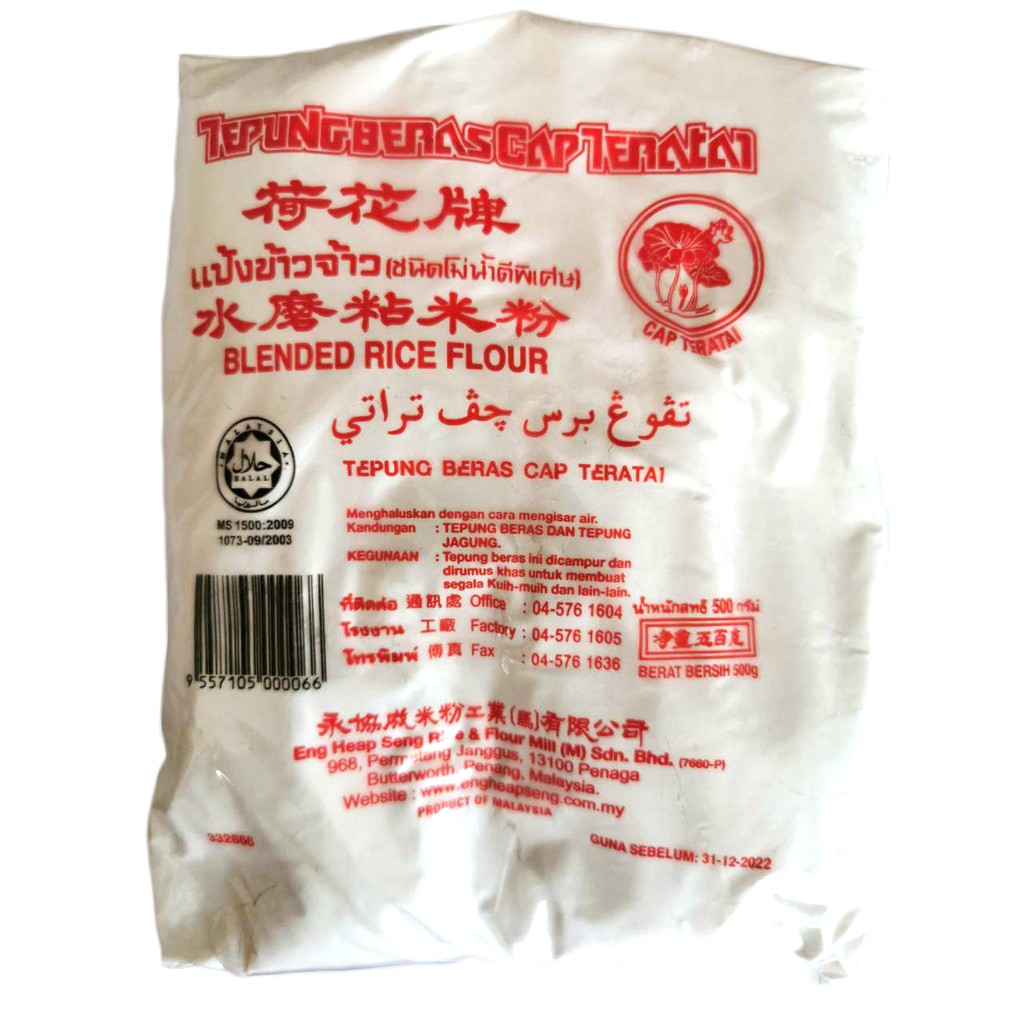 TEPUNG BERAS CAP TERATAI
荷花牌
แป้งข้าวจ้าว (ชนิดโม่น้ำดีพิเศษ)
水磨粘米粉
BLENDED RICE FLOUR
CAP TERATAI
تڤوڠ برس چڤ تراتي
TEPUNG BERAS CAP TERATAI
MALAYSIA
حلال
HALAL
ماليزيا
MS 1500:2009
1073-09/2003
Menghaluskan dengan cara mengisar air.
Kandungan : TEPUNG BERAS DAN TEPUNG
JAGUNG.
KEGUNAAN : Tepung beras ini dicampur dan
dirumus khas untuk membuat
segala Kuih-muih dan lain-lain.
ที่ติดต่อ 通訊處 Office : 04-576 1604
โรงงาน 工廠 Factory : 04-576 1605
โทรพิมพ์ 傳真 Fax : 04-576 1636
น้ำหนักสุทธิ 500 กรัม
净重五百克
BERAT BERSIH 500g
9 557105 000066
永協成米粉工業(馬)有限公司
Eng Heap Seng Rice & Flour Mill (M) Sdn. Bhd. (7660-P)
968, Permatang Janggus, 13100 Penaga
Butterworth, Penang, Malaysia.
Website : www.engheapseng.com.my
PRODUCT OF MALAYSIA
332866
GUNA SEBELUM: 31-12-2022